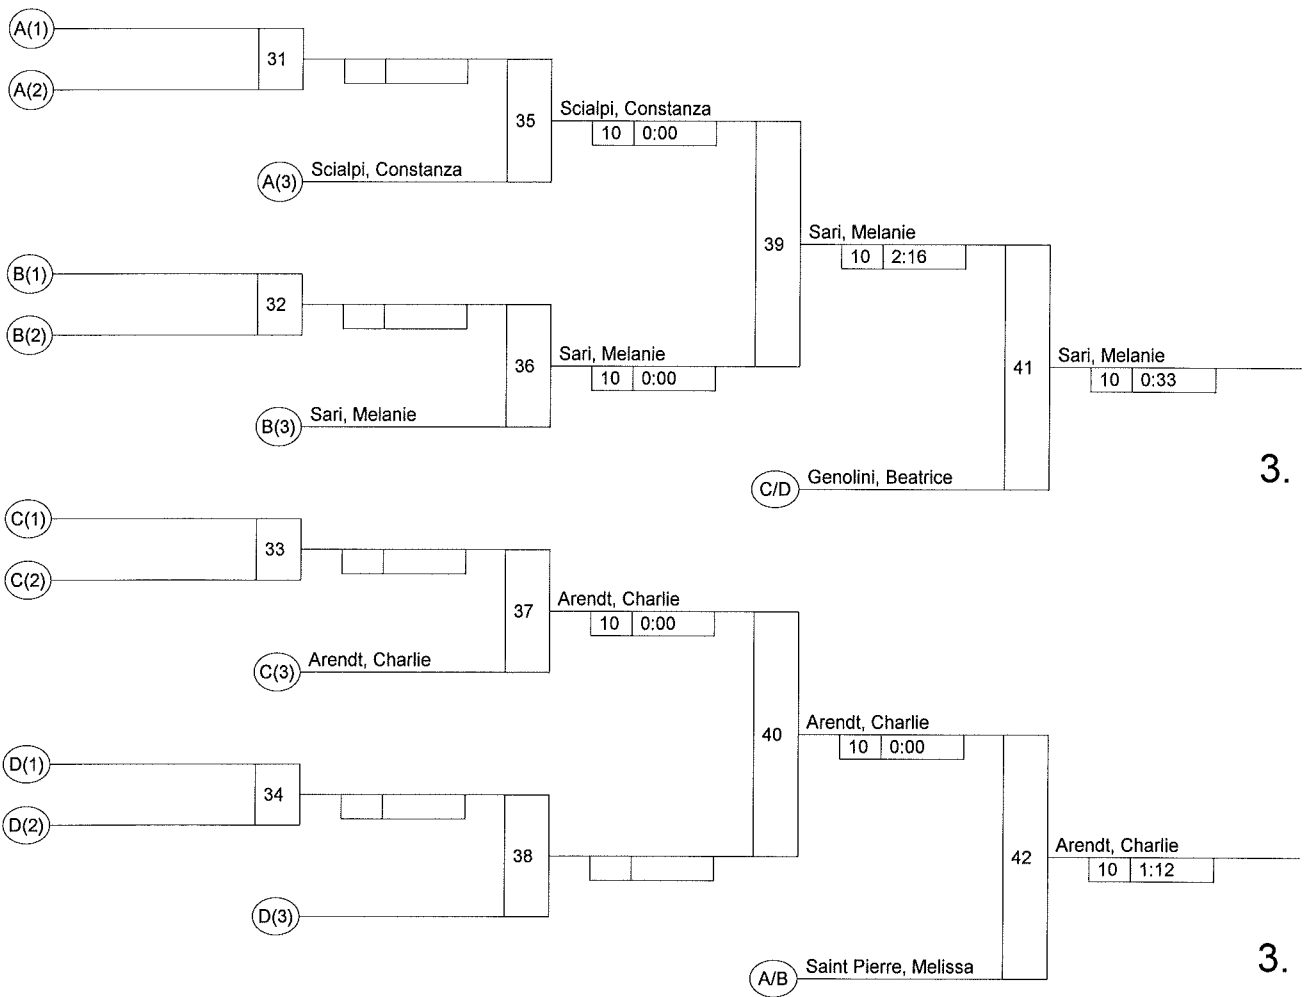 A(1)
31
A(2)
35
Scialpi, Constanza
10 0:00
A(3) Scialpi, Constanza
39
Sari, Melanie
10 2:16
B(1)
32
B(2)
36
Sari, Melanie
10 0:00
B(3) Sari, Melanie
41
Sari, Melanie
10 0:33
C/D Genolini, Beatrice
3.
C(1)
33
C(2)
37
Arendt, Charlie
10 0:00
C(3) Arendt, Charlie
40
Arendt, Charlie
10 0:00
D(1)
34
D(2)
38
D(3)
42
Arendt, Charlie
10 1:12
A/B Saint Pierre, Melissa
3.